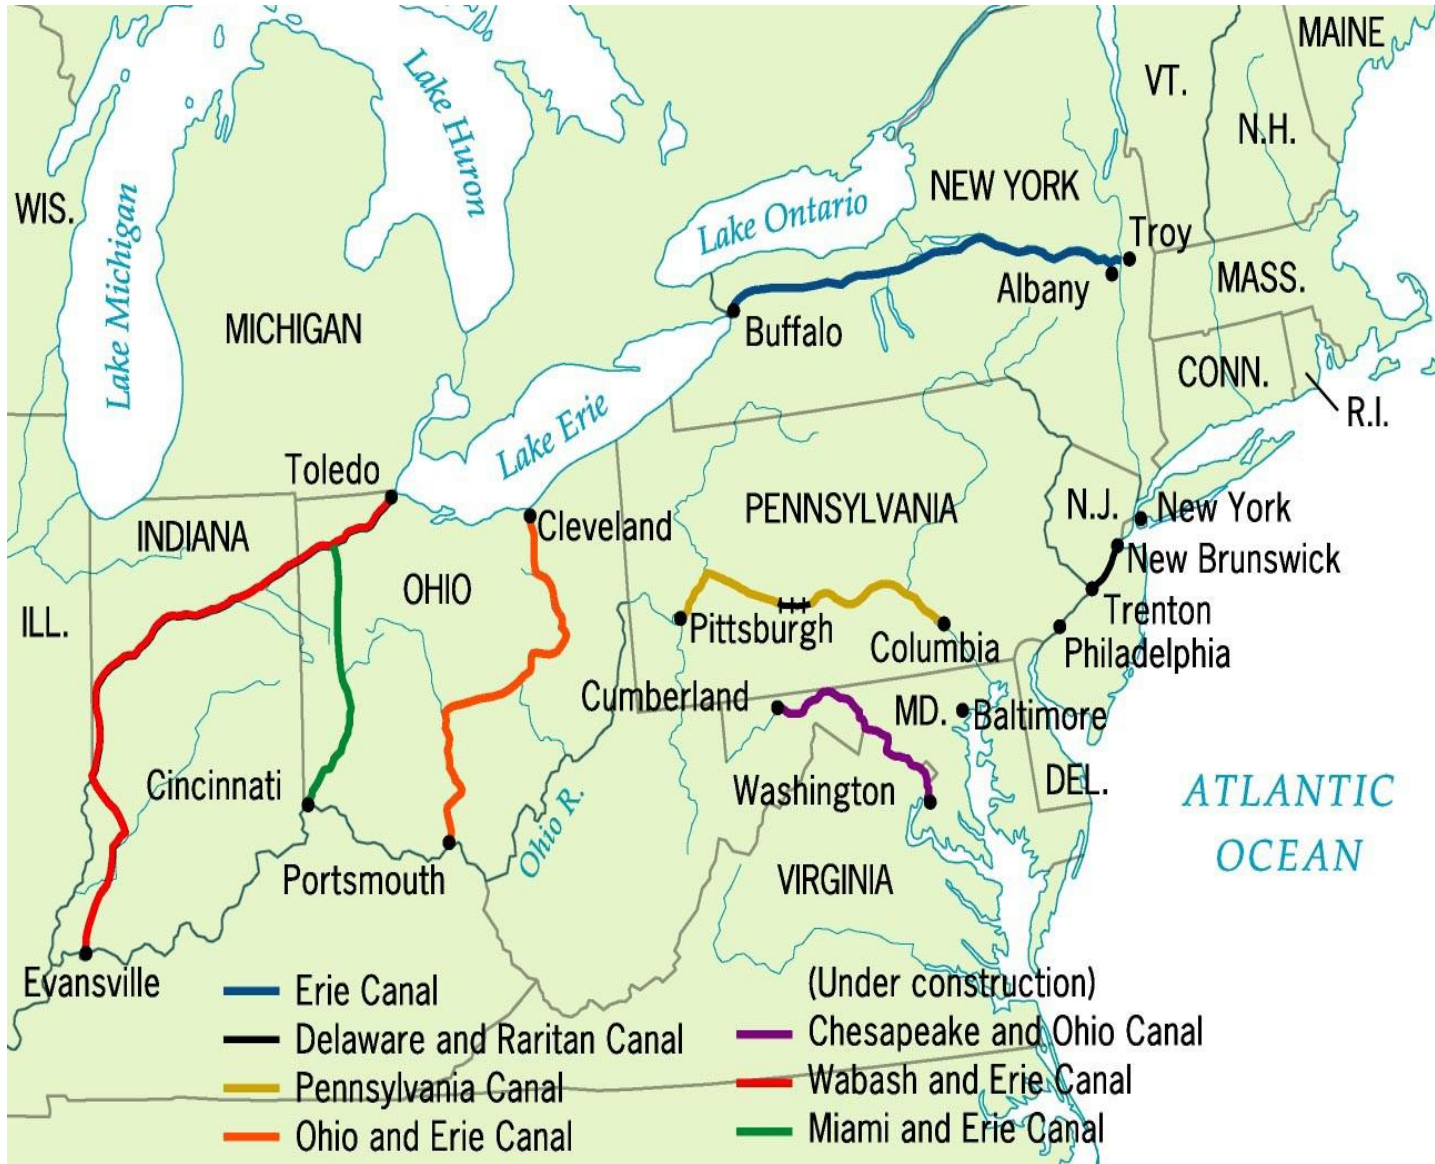 MAINE
VT.
N.H.
Lake Huron
WIS.
Lake Michigan
NEW YORK
Lake Ontario
Troy
MASS.
Albany
MICHIGAN
Buffalo
CONN.
R.I.
Lake Erie
Toledo
PENNSYLVANIA
N.J.
New York
INDIANA
Cleveland
New Brunswick
OHIO
Trenton
ILL.
Pittsburgh
Columbia
Philadelphia
Cumberland
MD.
Baltimore
Cincinnati
Washington
DEL.
ATLANTIC
OCEAN
Ohio R.
Portsmouth
VIRGINIA
Evansville
Erie Canal
Delaware and Raritan Canal
Pennsylvania Canal
Ohio and Erie Canal
(Under construction)
Chesapeake and Ohio Canal
Wabash and Erie Canal
Miami and Erie Canal